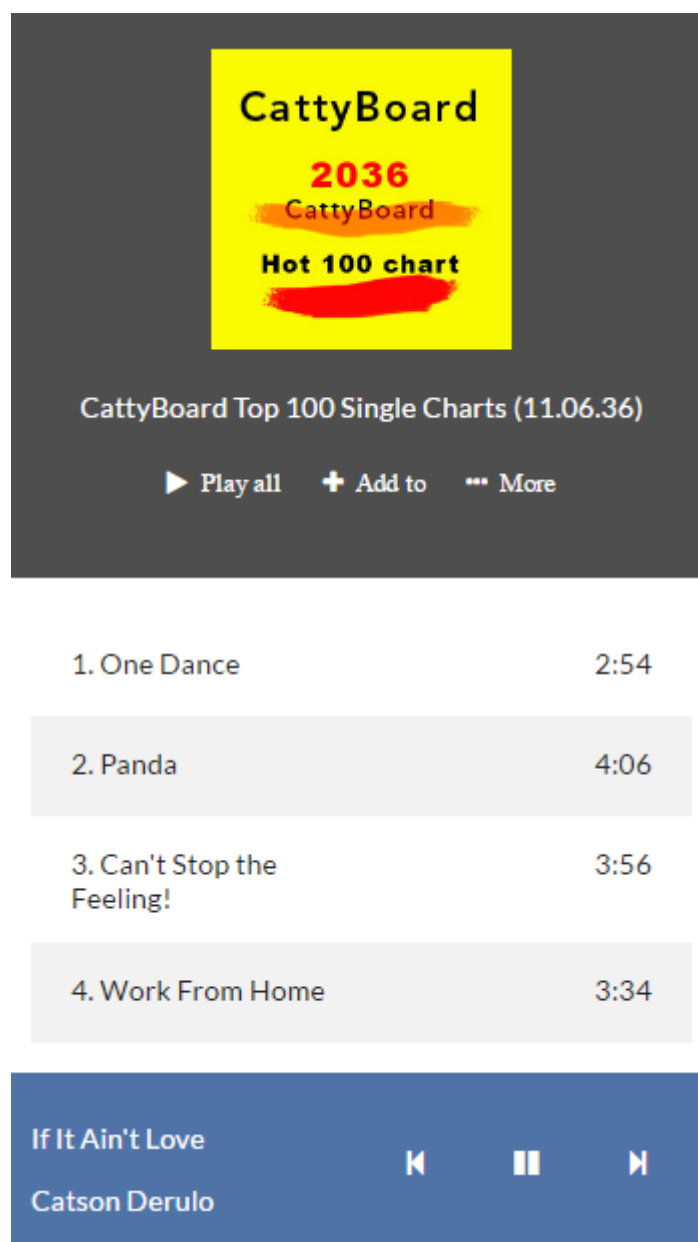 CattyBoard
2036
CattyBoard
Hot 100 chart
CattyBoard Top 100 Single Charts (11.06.36)
Play all Add to More
1. One Dance 2:54
2. Panda 4:06
3. Can't Stop the 3:56
Feeling!
4. Work From Home 3:34
If It Ain't Love
Catson Derulo